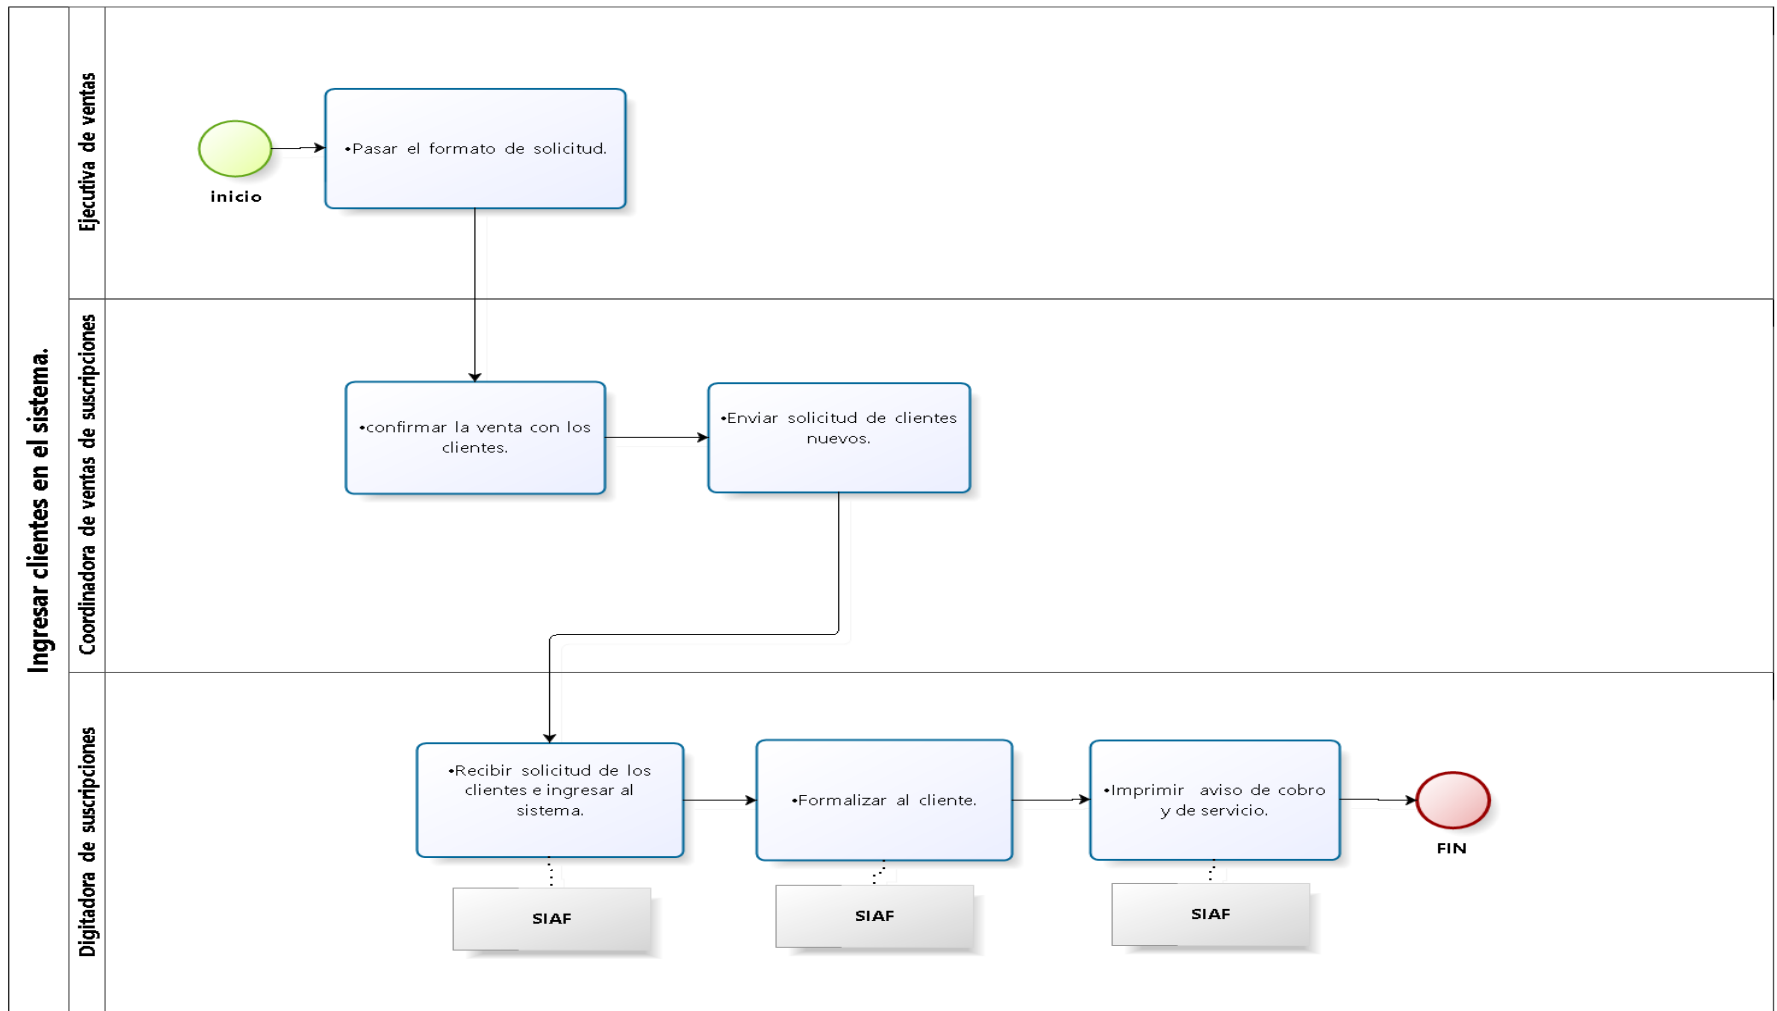 Ingresar clientes en el sistema.
Ejecutiva de ventas
inicio
•Pasar el formato de solicitud.
Coordinadora de ventas de suscripciones
•confirmar la venta con los
clientes.
•Enviar solicitud de clientes
nuevos.
Digitadora de suscripciones
•Recibir solicitud de los
clientes e ingresar al
sistema.
•Formalizar al cliente.
•Imprimir aviso de cobro
y de servicio.
FIN
SIAF
SIAF
SIAF